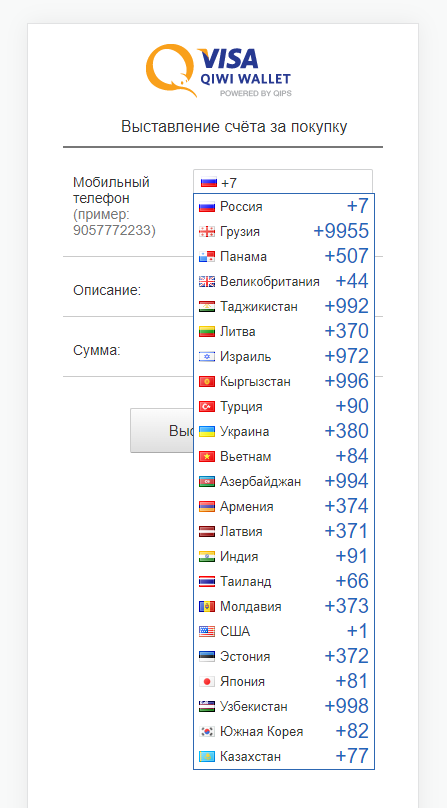 VISA
QIWI WALLET
POWERED BY QIPS
Выставление счёта за покупку
Мобильный
телефон
(пример:
9057772233)
+7
Россия +7
Грузия +9955
Панама +507
Великобритания +44
Таджикистан +992
Литва +370
Израиль +972
Кыргызстан +996
Турция +90
Украина +380
Вьетнам +84
Азербайджан +994
Армения +374
Латвия +371
Индия +91
Таиланд +66
Молдавия +373
США +1
Эстония +372
Япония +81
Узбекистан +998
Южная Корея +82
Казахстан +77
Описание:
Сумма: